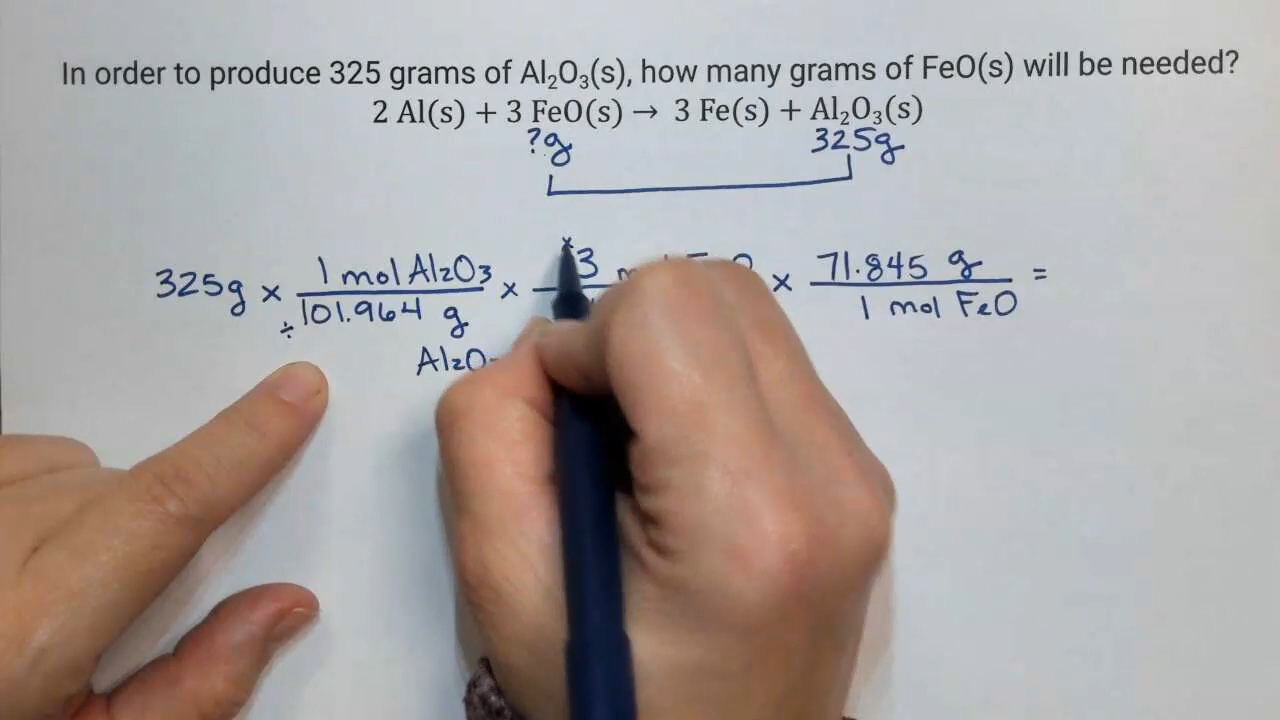 In order to produce 325 grams of Al₂O₃(s), how many grams of FeO(s) will be needed?
2 Al(s) + 3 FeO(s) → 3 Fe(s) + Al₂O₃(s)
?g 325g
325g × 1 mol Al₂O₃ × ×3 × 71.845 g =
÷101.964 g 1 mol FeO